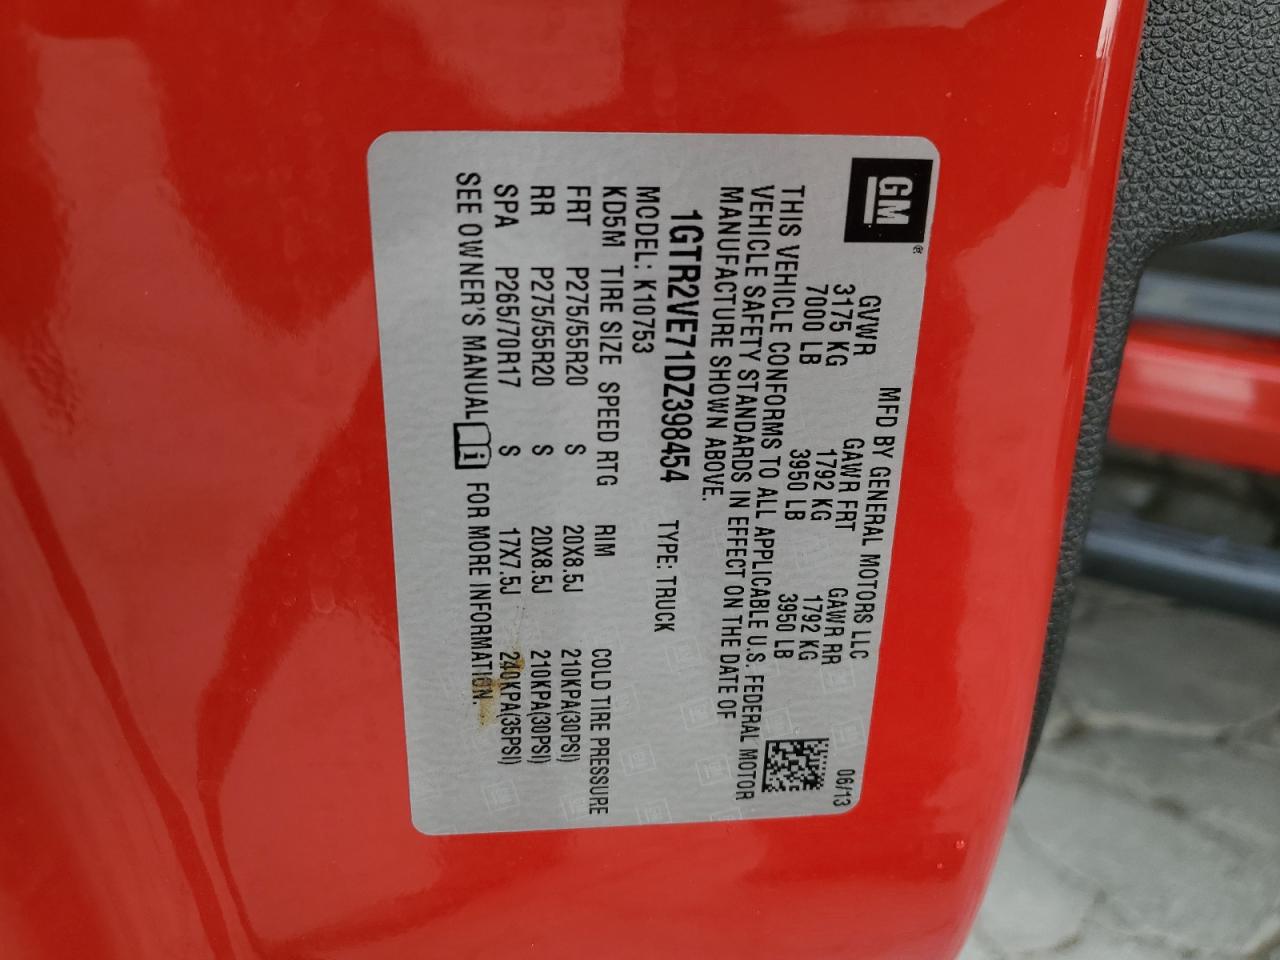 GM®
MFD BY GENERAL MOTORS LLC 06/13
GVWR GAWR FRT GAWR RR
3175 KG 1792 KG 1792 KG
7000 LB 3950 LB 3950 LB
THIS VEHICLE CONFORMS TO ALL APPLICABLE U.S. FEDERAL MOTOR
VEHICLE SAFETY STANDARDS IN EFFECT ON THE DATE OF
MANUFACTURE SHOWN ABOVE.
1GTR2VE71DZ398454 TYPE: TRUCK
MODEL: K10753
KD5M TIRE SIZE SPEED RTG RIM COLD TIRE PRESSURE
FRT P275/55R20 S 20X8.5J 210KPA(30PSI)
RR P275/55R20 S 20X8.5J 210KPA(30PSI)
SPA P265/70R17 S 17X7.5J 240KPA(35PSI)
SEE OWNER'S MANUAL i FOR MORE INFORMATION.